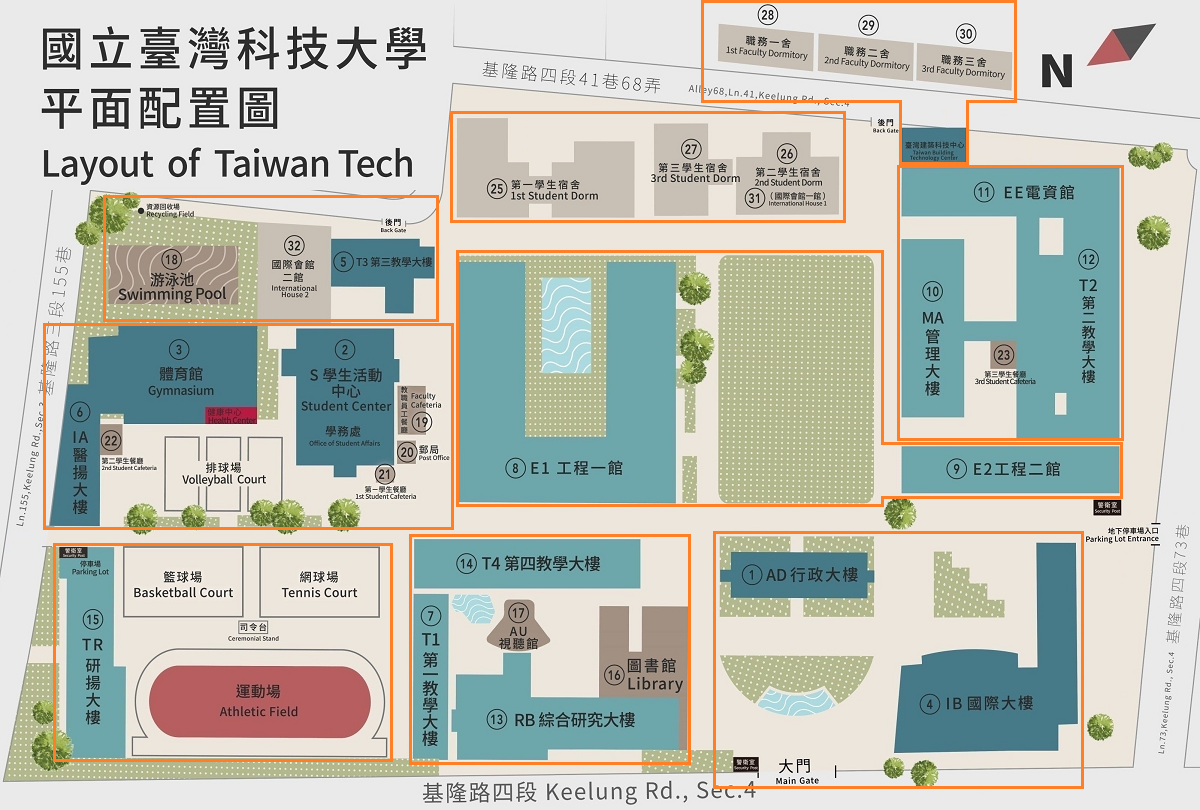 國立臺灣科技大學
平面配置圖
Layout of Taiwan Tech
N
28
職務一舍
1st Faculty Dormitory
29
職務二舍
2nd Faculty Dormitory
30
職務三舍
3rd Faculty Dormitory
基隆路四段41巷68弄
Alley68,Ln.41,Keelung Rd., Sec.4
後門
Back Gate
臺灣建築科技中心
Taiwan Building
Technology Center
25 第一學生宿舍
1st Student Dorm
27
第三學生宿舍
3rd Student Dorm
26
第二學生宿舍
2nd Student Dorm
31 (國際會館一館)
International House 1
11 EE電資館
12
T2
第二教學大樓
10
MA
管理大樓
23
第三學生餐廳
3rd Student Cafeteria
9 E2工程二館
資源回收場
Recycling Field
後門
Back Gate
18
游泳池
Swimming Pool
32
國際會館
二館
International
House 2
5 T3 第三教學大樓
基隆路三段155巷
Ln.155,Keelung Rd.,Sec.3
3
體育館
Gymnasium
健康中心
Health Center
2
S 學生活動
中心
Student Center
學務處
Office of Student Affairs
教職員工餐廳
Faculty
Cafeteria
19
20 郵局
Post Office
21
第一學生餐廳
1st Student Cafeteria
6
IA
醫揚大樓
22
第二學生餐廳
2nd Student Cafeteria
排球場
Volleyball Court
8 E1 工程一館
警衛室
Security Post
地下停車場入口
Parking Lot Entrance
基隆路四段73巷
Ln.73,Keelung Rd., Sec.4
警衛室
Security Post
停車場
Parking Lot
15
TR
研揚大樓
籃球場
Basketball Court
網球場
Tennis Court
司令台
Ceremonial Stand
運動場
Athletic Field
14 T4 第四教學大樓
7
T1
第一教學大樓
17
AU
視聽館
16 圖書館
Library
13 RB 綜合研究大樓
1 AD 行政大樓
4 IB 國際大樓
警衛室
Security Post
大門
Main Gate
基隆路四段 Keelung Rd., Sec.4